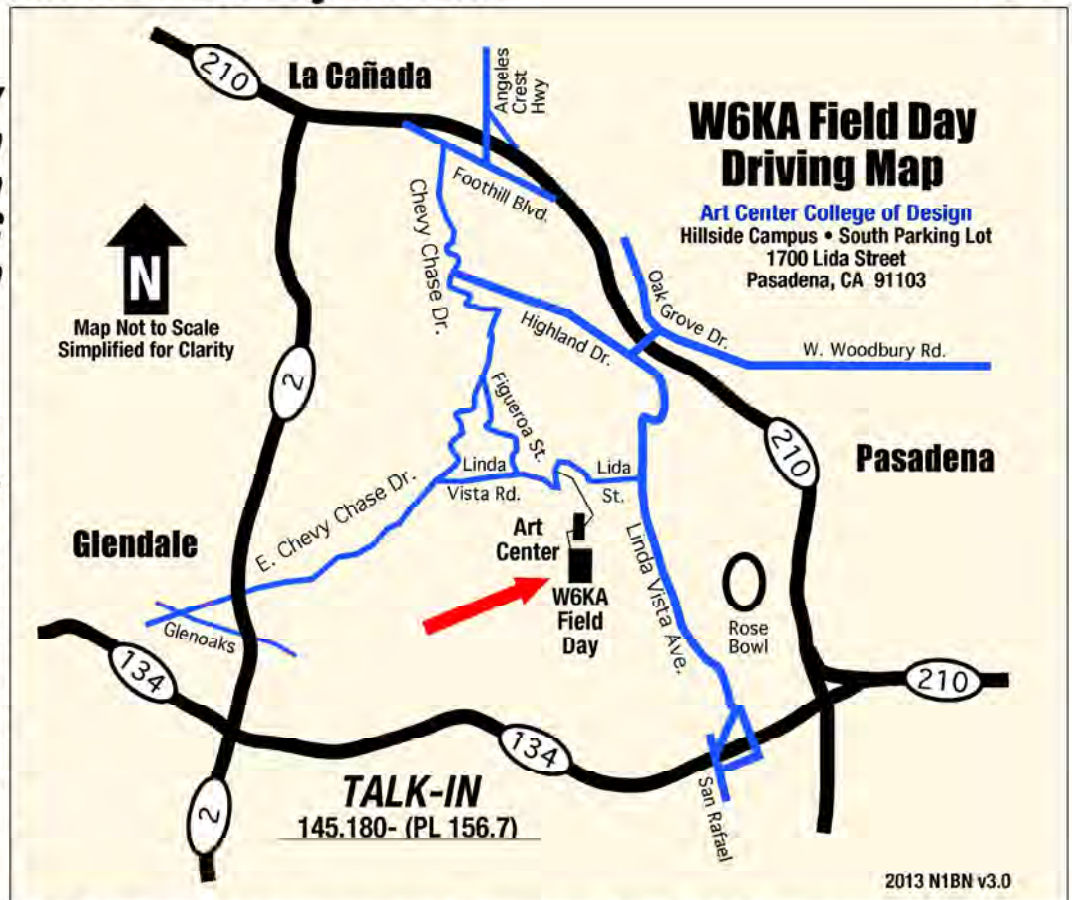 210
La Cañada
Angeles
Crest
Hwy
W6KA Field Day
Driving Map
Art Center College of Design
Hillside Campus • South Parking Lot
1700 Lida Street
Pasadena, CA 91103
N
Map Not to Scale
Simplified for Clarity
Chevy Chase Dr.
Foothill Blvd.
Oak Grove Dr.
Highland Dr.
W. Woodbury Rd.
2
Figueroa St.
210
Pasadena
Linda
Vista Rd.
Lida
St.
E. Chevy Chase Dr.
Glendale
Art
Center
Linda Vista Ave.
W6KA
Field
Day
Rose
Bowl
Glenoaks
134
210
134
2
TALK-IN
145.180- (PL 156.7)
San Rafael
2013 N1BN v3.0